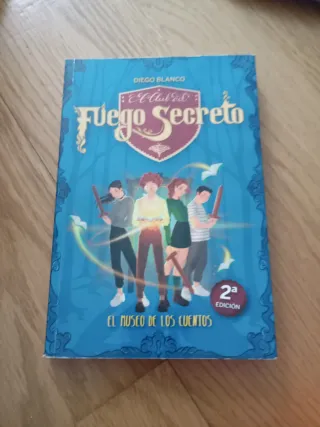 DIEGO BLANCO
El Club del
Fuego Secreto
2ª
EDICIÓN
EL MUSEO DE LOS CUENTOS